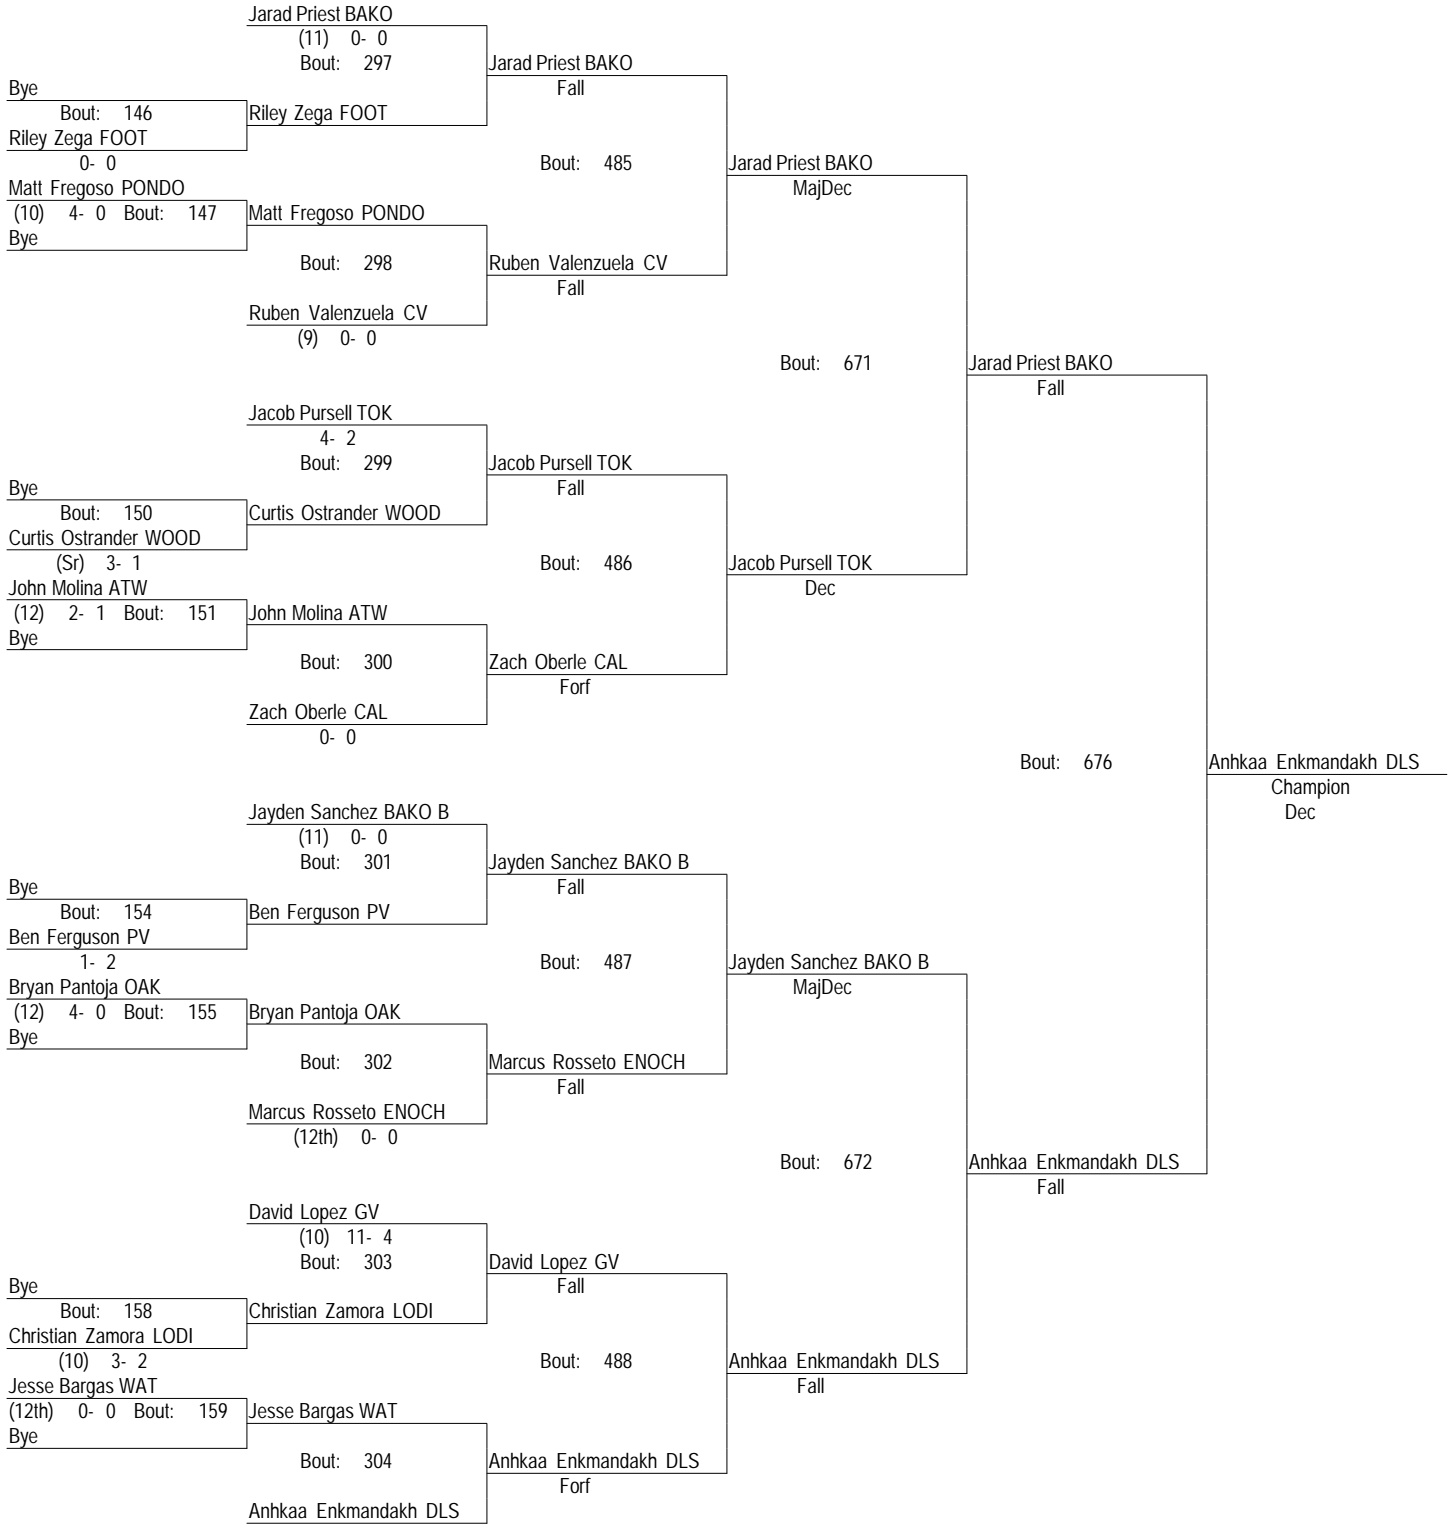 Jarad Priest BAKO
(11) 0- 0
Bout: 297
Jarad Priest BAKO
Fall
Bye
Bout: 146
Riley Zega FOOT
Riley Zega FOOT
0- 0
Bout: 485
Jarad Priest BAKO
MajDec
Matt Fregoso PONDO
(10) 4- 0 Bout: 147
Matt Fregoso PONDO
Bye
Bout: 298
Ruben Valenzuela CV
Fall
Ruben Valenzuela CV
(9) 0- 0
Bout: 671
Jarad Priest BAKO
Fall
Jacob Pursell TOK
4- 2
Bout: 299
Jacob Pursell TOK
Fall
Bye
Bout: 150
Curtis Ostrander WOOD
Curtis Ostrander WOOD
(Sr) 3- 1
Bout: 486
Jacob Pursell TOK
Dec
John Molina ATW
(12) 2- 1 Bout: 151
John Molina ATW
Bye
Bout: 300
Zach Oberle CAL
Forf
Zach Oberle CAL
0- 0
Bout: 676
Anhkaa Enkmandakh DLS
Champion
Dec
Jayden Sanchez BAKO B
(11) 0- 0
Bout: 301
Jayden Sanchez BAKO B
Fall
Bye
Bout: 154
Ben Ferguson PV
Ben Ferguson PV
1- 2
Bout: 487
Jayden Sanchez BAKO B
MajDec
Bryan Pantoja OAK
(12) 4- 0 Bout: 155
Bryan Pantoja OAK
Bye
Bout: 302
Marcus Rosseto ENOCH
Fall
Marcus Rosseto ENOCH
(12th) 0- 0
Bout: 672
Anhkaa Enkmandakh DLS
Fall
David Lopez GV
(10) 11- 4
Bout: 303
David Lopez GV
Fall
Bye
Bout: 158
Christian Zamora LODI
Christian Zamora LODI
(10) 3- 2
Bout: 488
Anhkaa Enkmandakh DLS
Fall
Jesse Bargas WAT
(12th) 0- 0 Bout: 159
Jesse Bargas WAT
Bye
Bout: 304
Anhkaa Enkmandakh DLS
Forf
Anhkaa Enkmandakh DLS